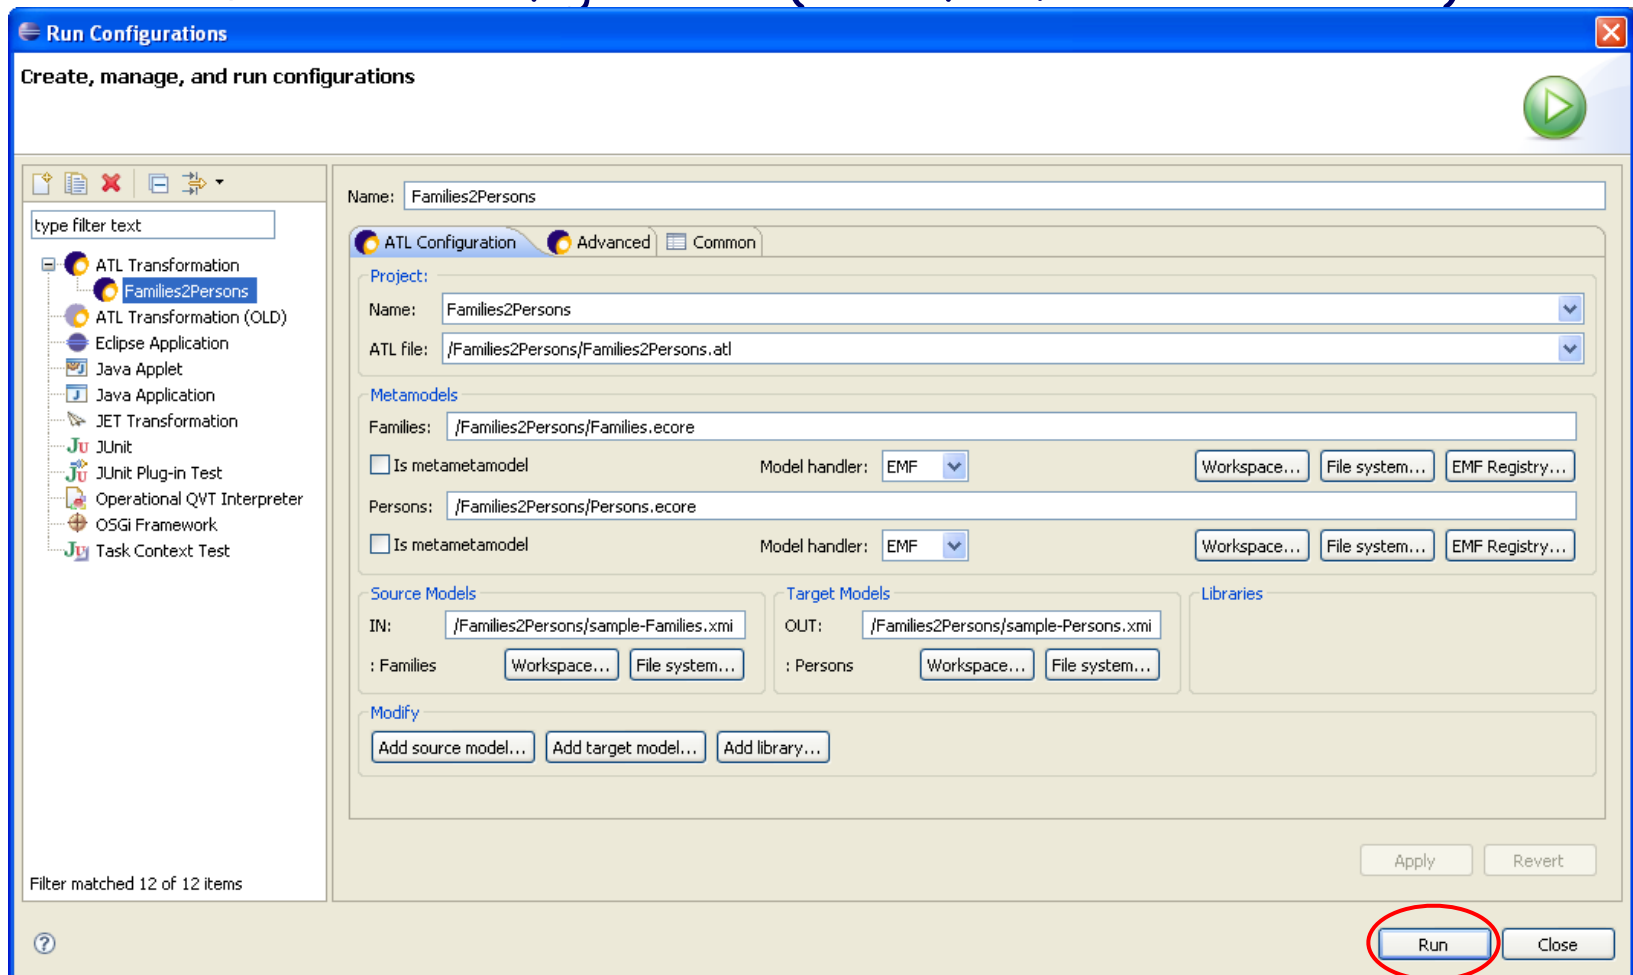 Run Configurations
Create, manage, and run configurations
type filter text
ATL Transformation
Families2Persons
ATL Transformation (OLD)
Eclipse Application
Java Applet
Java Application
JET Transformation
JUnit
JUnit Plug-in Test
Operational QVT Interpreter
OSGi Framework
Task Context Test
Filter matched 12 of 12 items
Name: Families2Persons
ATL Configuration Advanced Common
Project:
Name: Families2Persons
ATL file: /Families2Persons/Families2Persons.atl
Metamodels
Families: /Families2Persons/Families.ecore
Is metametamodel Model handler: EMF Workspace... File system... EMF Registry...
Persons: /Families2Persons/Persons.ecore
Is metametamodel Model handler: EMF Workspace... File system... EMF Registry...
Source Models Target Models Libraries
IN: /Families2Persons/sample-Families.xmi OUT: /Families2Persons/sample-Persons.xmi
: Families Workspace... File system... : Persons Workspace... File system...
Modify
Add source model... Add target model... Add library...
Apply Revert
Run Close